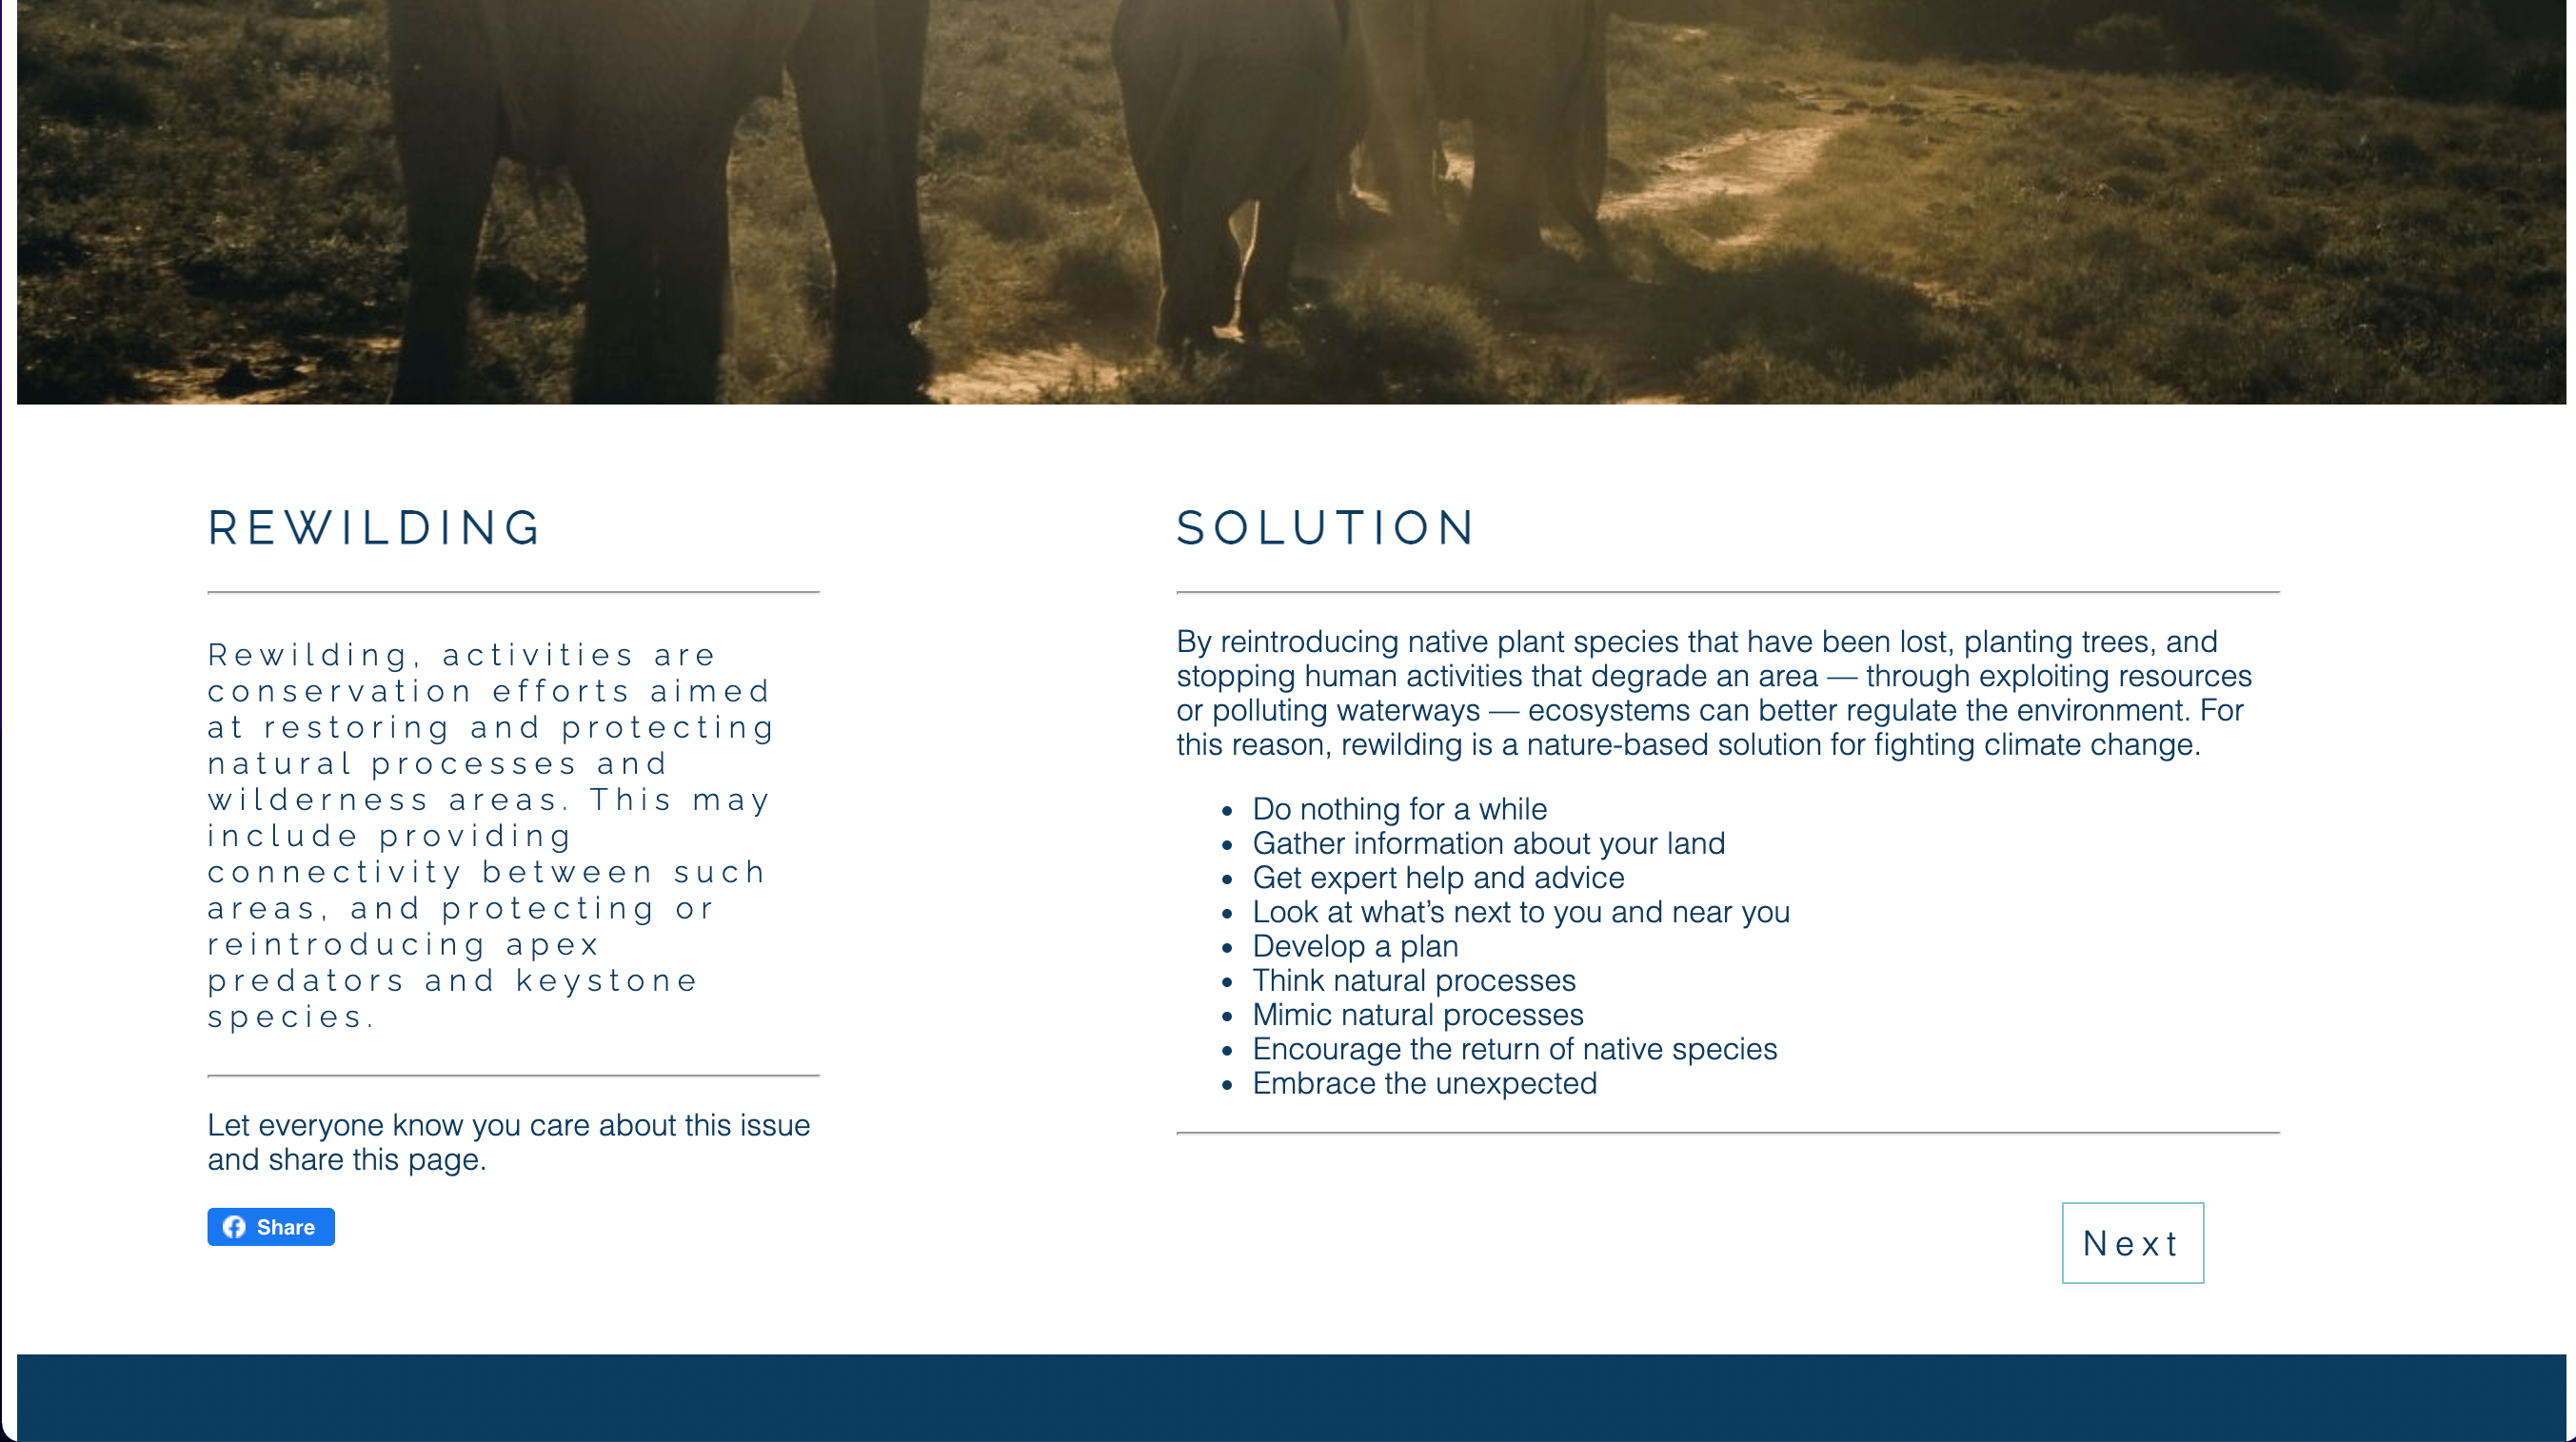 REWILDING
Rewilding, activities are
conservation efforts aimed
at restoring and protecting
natural processes and
wilderness areas. This may
include providing
connectivity between such
areas, and protecting or
reintroducing apex
predators and keystone
species.
Let everyone know you care about this issue
and share this page.
Share
SOLUTION
By reintroducing native plant species that have been lost, planting trees, and
stopping human activities that degrade an area — through exploiting resources
or polluting waterways — ecosystems can better regulate the environment. For
this reason, rewilding is a nature-based solution for fighting climate change.
• Do nothing for a while
• Gather information about your land
• Get expert help and advice
• Look at what’s next to you and near you
• Develop a plan
• Think natural processes
• Mimic natural processes
• Encourage the return of native species
• Embrace the unexpected
Next